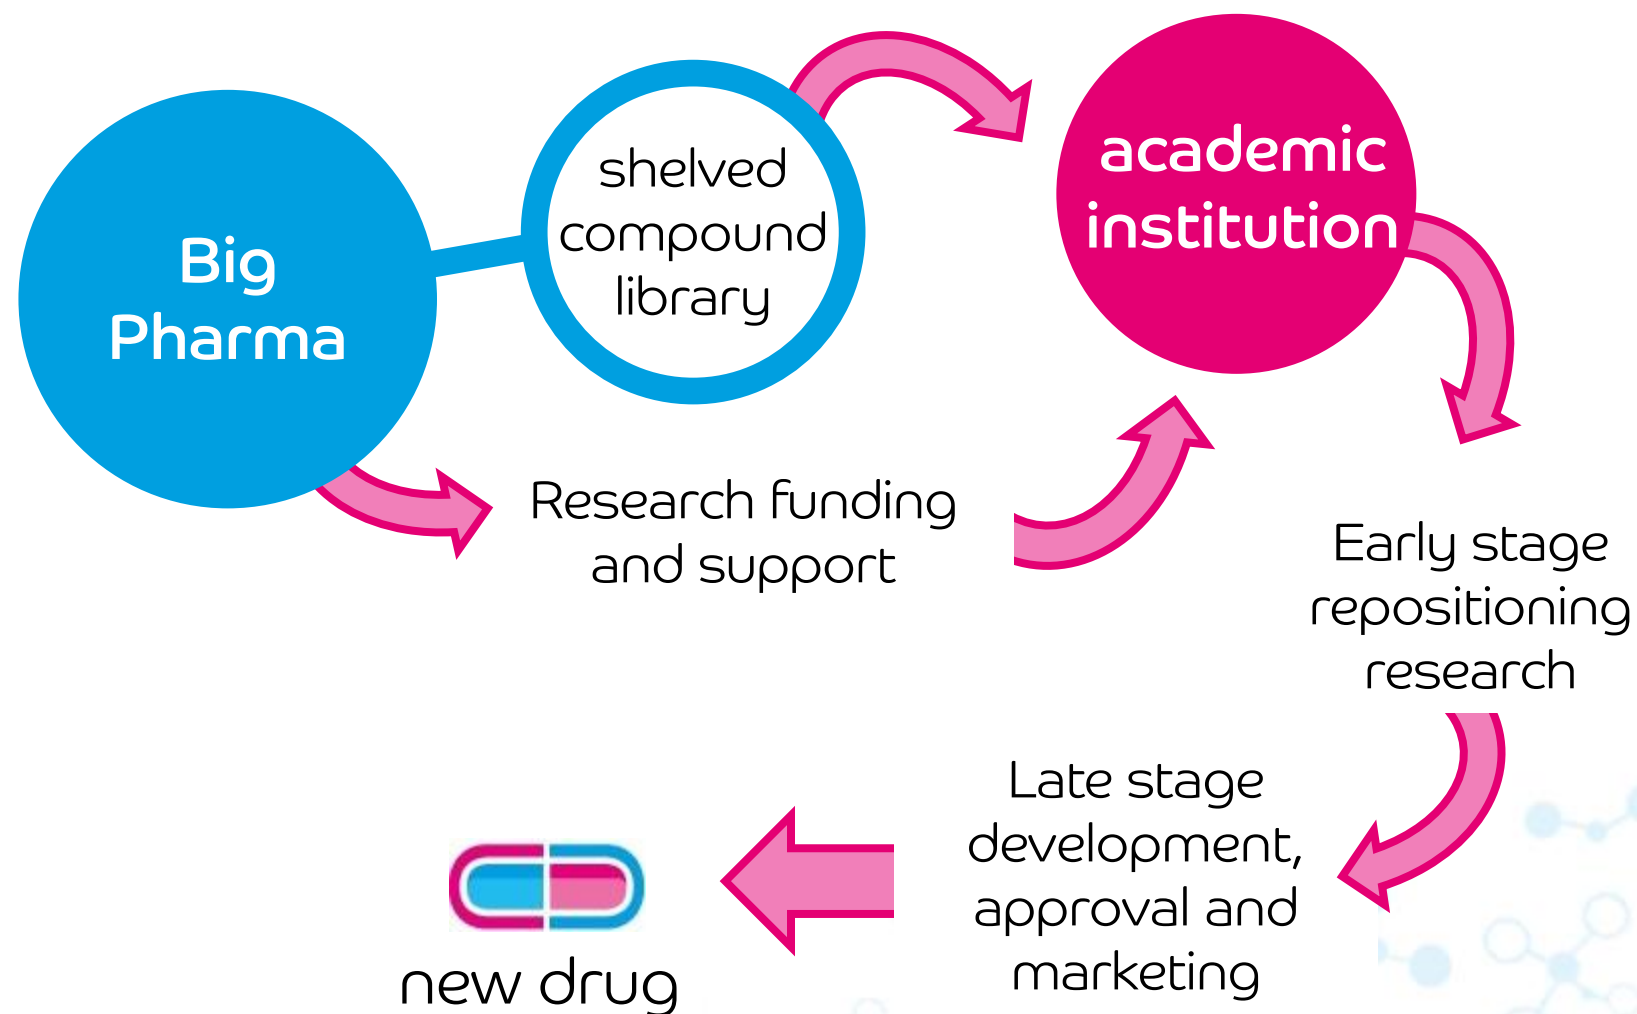 Big
Pharma
shelved
compound
library
academic
institution
Research funding
and support
Early stage
repositioning
research
Late stage
development,
approval and
marketing
new drug